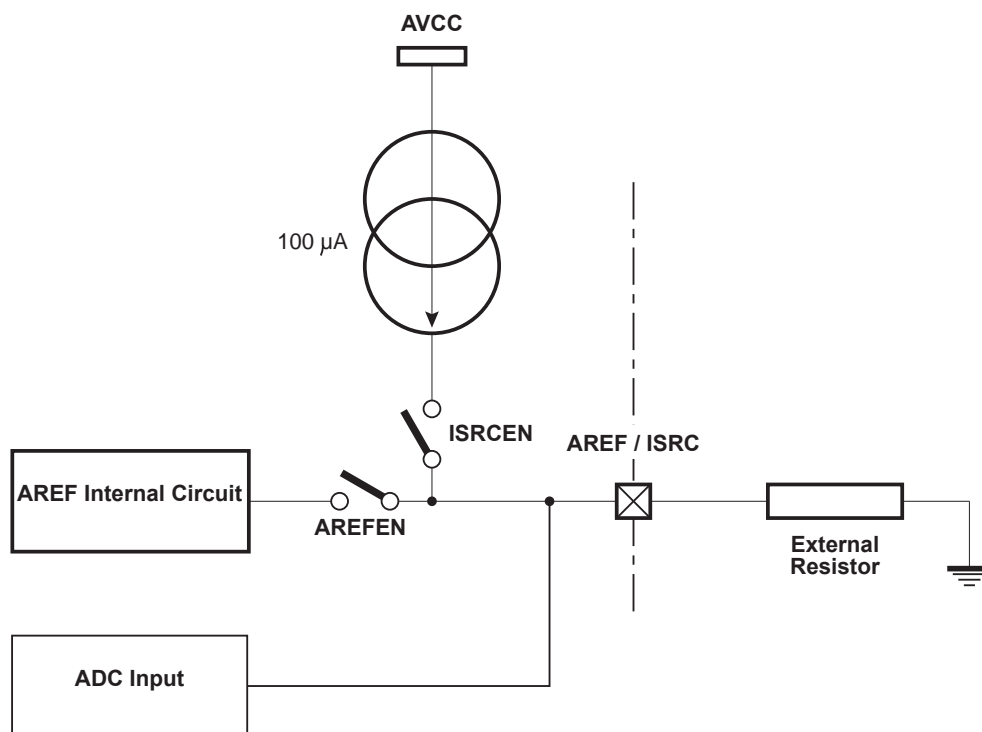 AVCC
100 µA
ISRCEN
AREF / ISRC
AREF Internal Circuit
AREFEN
External
Resistor
ADC Input